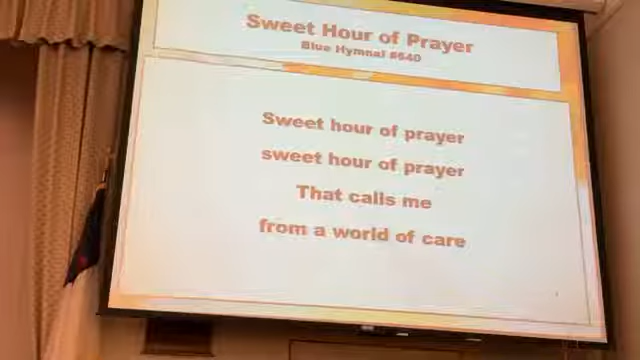 Sweet Hour of Prayer
Blue Hymnal #640
Sweet hour of prayer
sweet hour of prayer
That calls me
from a world of care